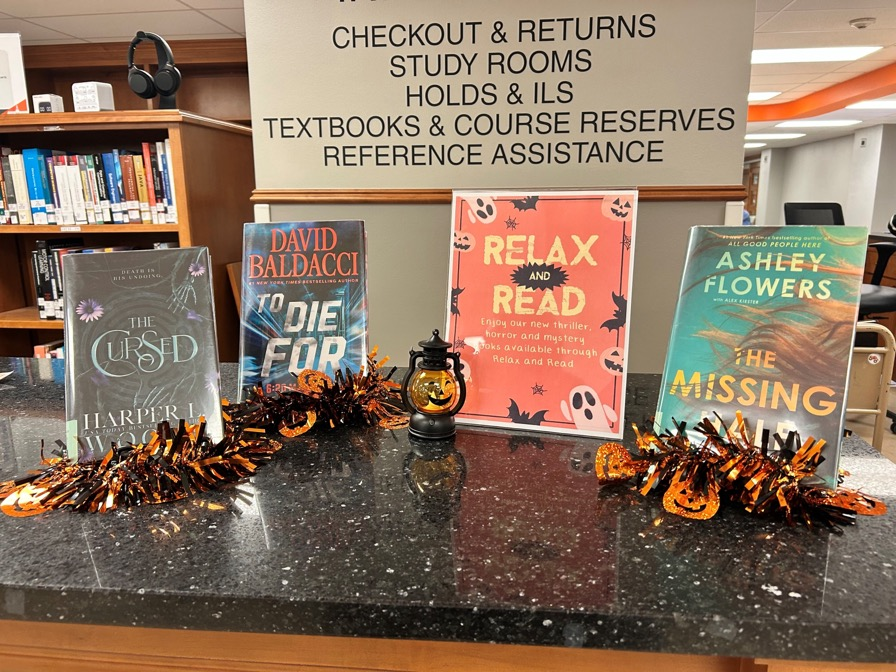 CHECKOUT & RETURNS
STUDY ROOMS
HOLDS & ILS
TEXTBOOKS & COURSE RESERVES
REFERENCE ASSISTANCE
DEATH IS
HIS UNDOING
THE
CURSED
HARPER L.
DAVID
BALDACCI
#1 NEW YORK TIMES BESTSELLING AUTHOR
TO
DIE
FOR
RELAX
AND
READ
Enjoy our new thriller,
horror and mystery
books available through
Relax and Read
#1 New York Times bestselling author of
ALL GOOD PEOPLE HERE
ASHLEY
FLOWERS
WITH ALEX KIESTER
THE
MISSING
HALF